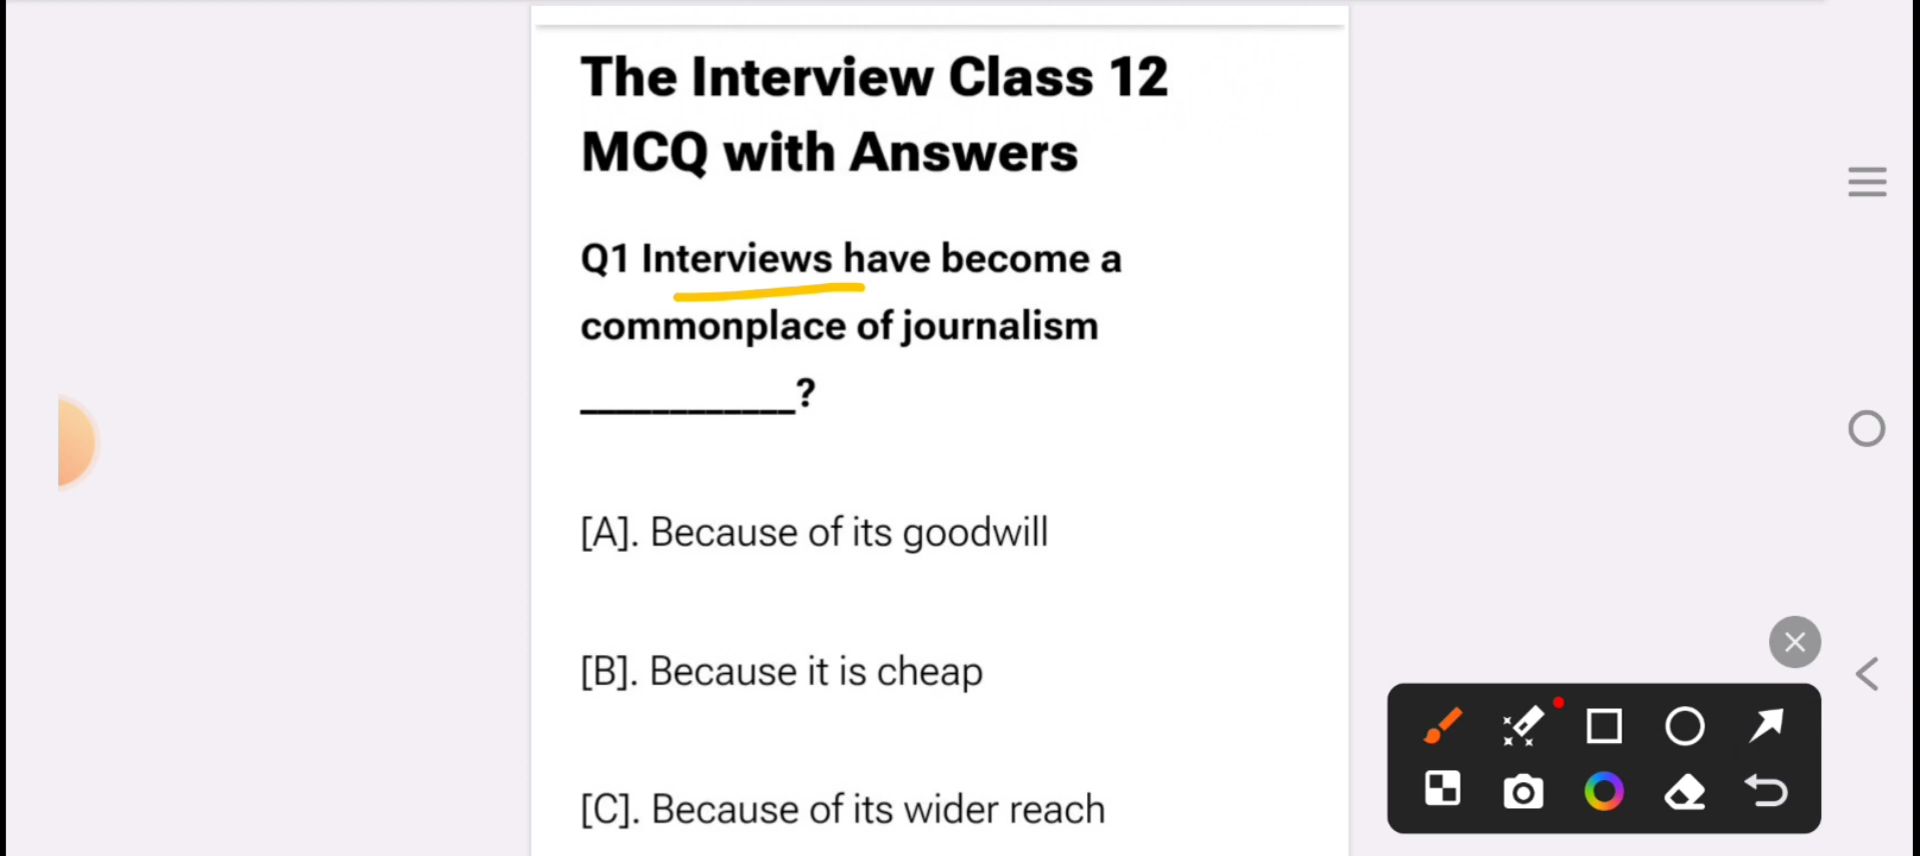 The Interview Class 12
MCQ with Answers
Q1 Interviews have become a
commonplace of journalism
____________?
[A]. Because of its goodwill
[B]. Because it is cheap
[C]. Because of its wider reach